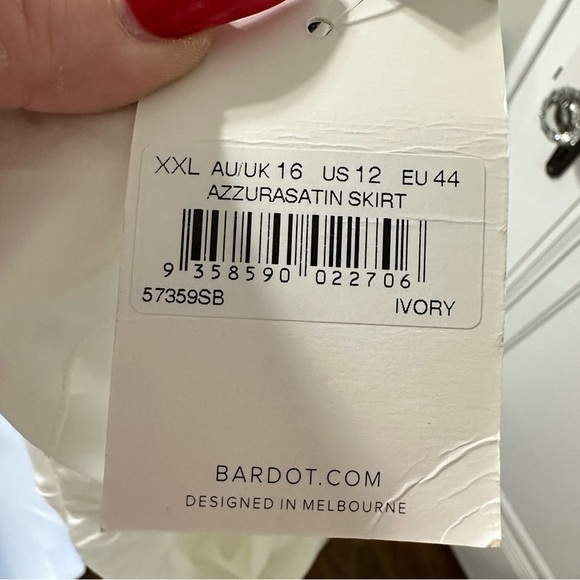 XXL AU/UK 16 US 12 EU 44
AZZURASATIN SKIRT
9 358590 022706
57359SB IVORY
BARDOT.COM
DESIGNED IN MELBOURNE